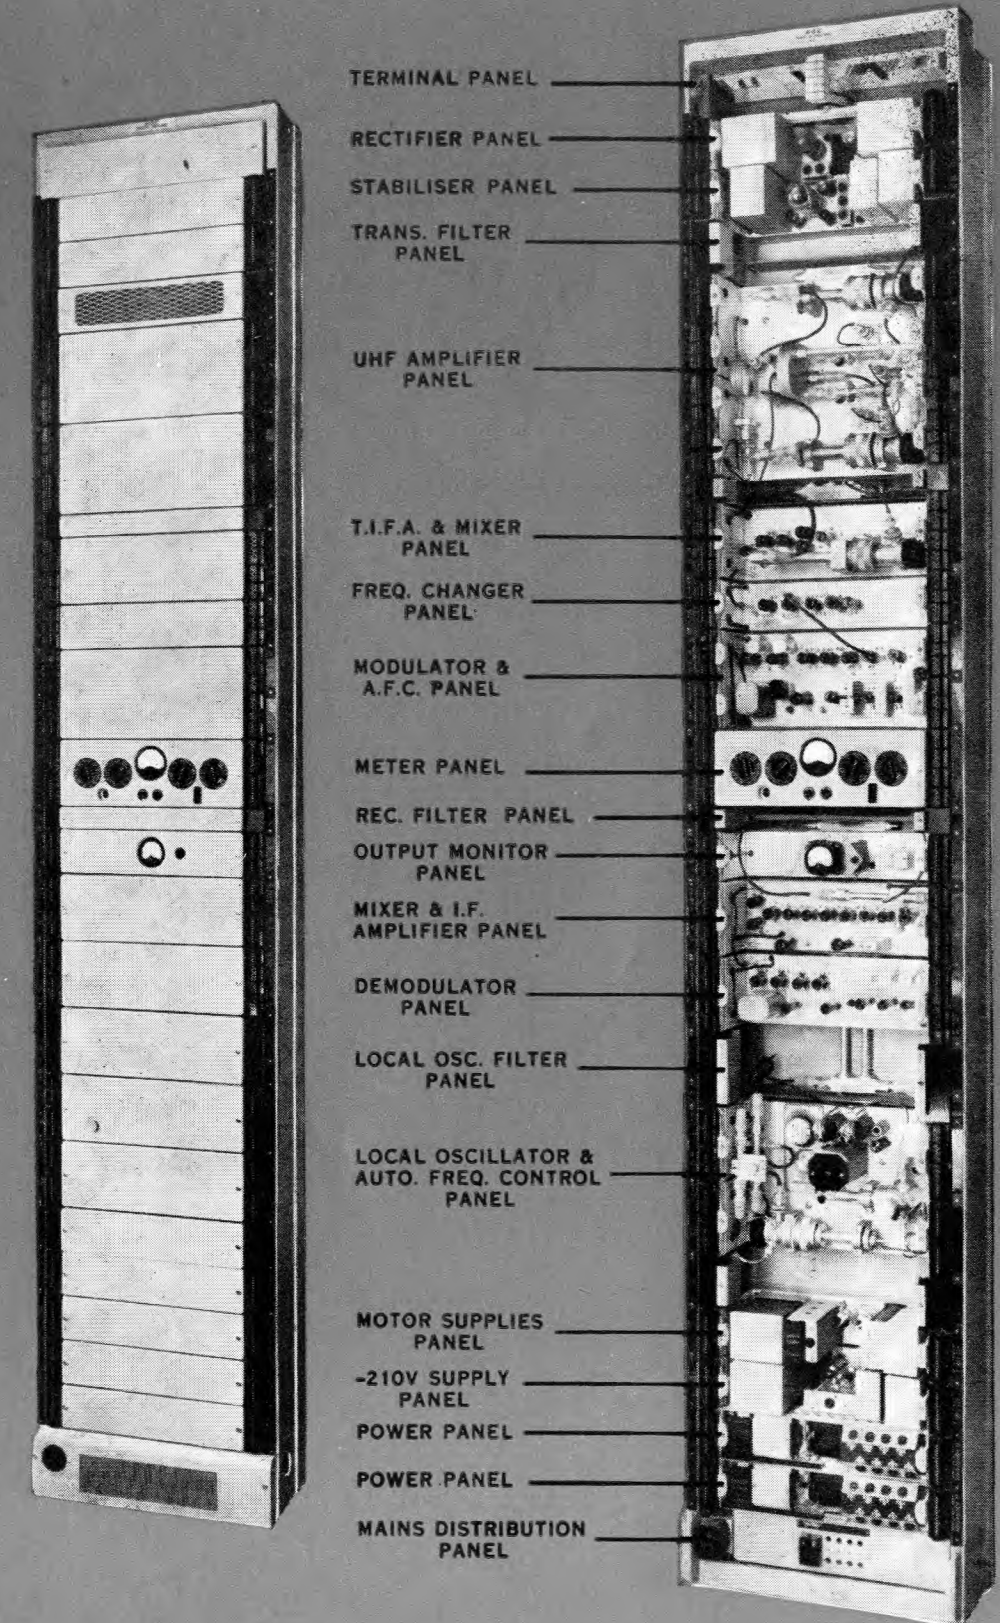 TERMINAL PANEL
RECTIFIER PANEL
STABILISER PANEL
TRANS. FILTER
PANEL
UHF AMPLIFIER
PANEL
T.I.F.A. & MIXER
PANEL
FREQ. CHANGER
PANEL
MODULATOR &
A.F.C. PANEL
METER PANEL
REC. FILTER PANEL
OUTPUT MONITOR
PANEL
MIXER & I.F.
AMPLIFIER PANEL
DEMODULATOR
PANEL
LOCAL OSC. FILTER
PANEL
LOCAL OSCILLATOR &
AUTO. FREQ. CONTROL
PANEL
MOTOR SUPPLIES
PANEL
-210V SUPPLY
PANEL
POWER PANEL
POWER PANEL
MAINS DISTRIBUTION
PANEL